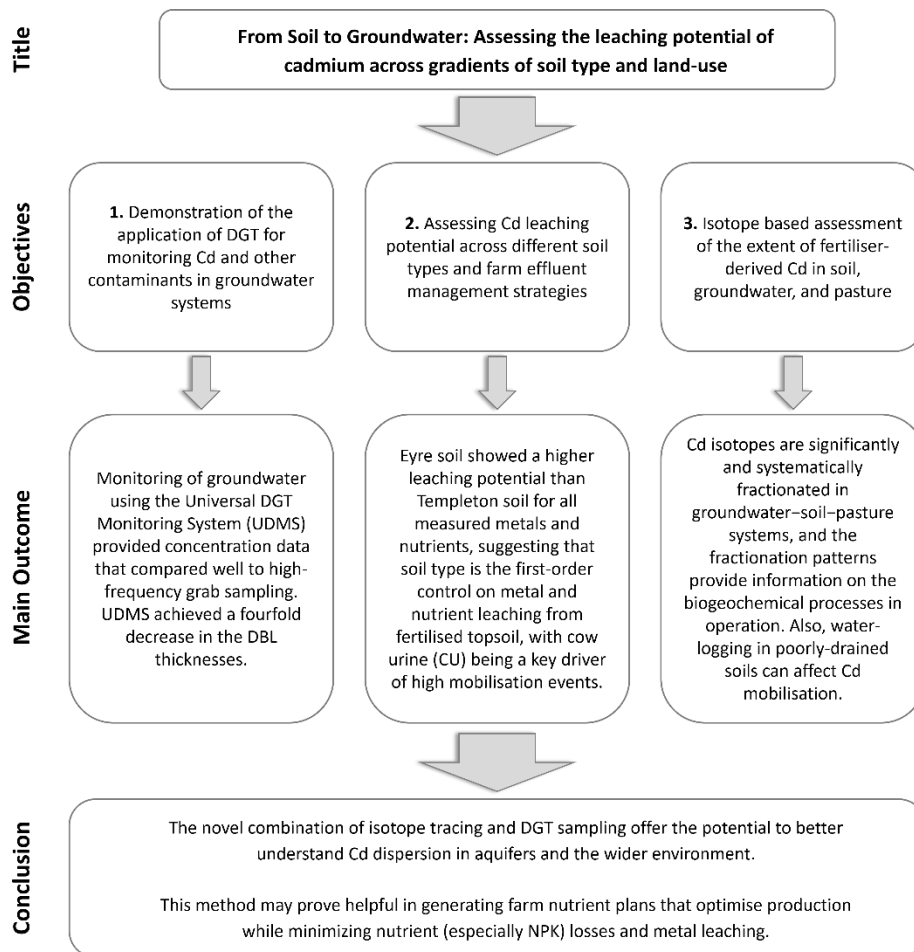 Title
From Soil to Groundwater: Assessing the leaching potential of
cadmium across gradients of soil type and land-use
Objectives
1. Demonstration of the
application of DGT for
monitoring Cd and other
contaminants in groundwater
systems
2. Assessing Cd leaching
potential across different soil
types and farm effluent
management strategies
3. Isotope based assessment
of the extent of fertiliser-
derived Cd in soil,
groundwater, and pasture
Main Outcome
Monitoring of groundwater
using the Universal DGT
Monitoring System (UDMS)
provided concentration data
that compared well to high-
frequency grab sampling.
UDMS achieved a fourfold
decrease in the DBL
thicknesses.
Eyre soil showed a higher
leaching potential than
Templeton soil for all
measured metals and
nutrients, suggesting that
soil type is the first-order
control on metal and
nutrient leaching from
fertilised topsoil, with cow
urine (CU) being a key driver
of high mobilisation events.
Cd isotopes are significantly
and systematically
fractionated in
groundwater–soil–pasture
systems, and the
fractionation patterns
provide information on the
biogeochemical processes in
operation. Also, water-
logging in poorly-drained
soils can affect Cd
mobilisation.
Conclusion
The novel combination of isotope tracing and DGT sampling offer the potential to better
understand Cd dispersion in aquifers and the wider environment.
This method may prove helpful in generating farm nutrient plans that optimise production
while minimizing nutrient (especially NPK) losses and metal leaching.